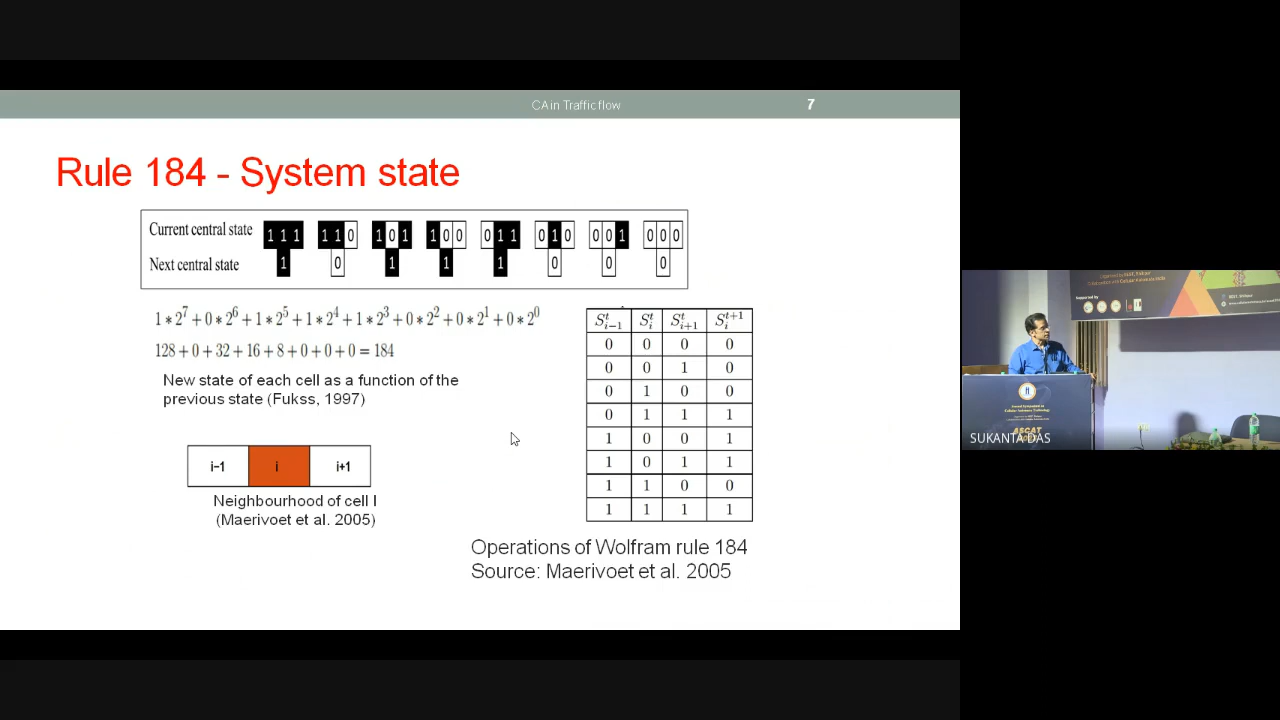 CA in Traffic flow 7
Rule 184 - System state
Current central state 111 110 101 100 011 010 001 000
Next central state 1 0 1 1 1 0 0 0
1*2^7+0*2^6+1*2^5+1*2^4+1*2^3+0*2^2+0*2^1+0*2^0
128+0+32+16+8+0+0+0=184
New state of each cell as a function of the
previous state (Fukss, 1997)
i−1 i i+1
Neighbourhood of cell I
(Maerivoet et al. 2005)
S^t_{i−1} S^t_i S^t_{i+1} S^{t+1}_i
0 0 0 0
0 0 1 0
0 1 0 0
0 1 1 1
1 0 0 1
1 0 1 1
1 1 0 0
1 1 1 1
Operations of Wolfram rule 184
Source: Maerivoet et al. 2005
Supported by
ASCAT
SUKANTA DAS